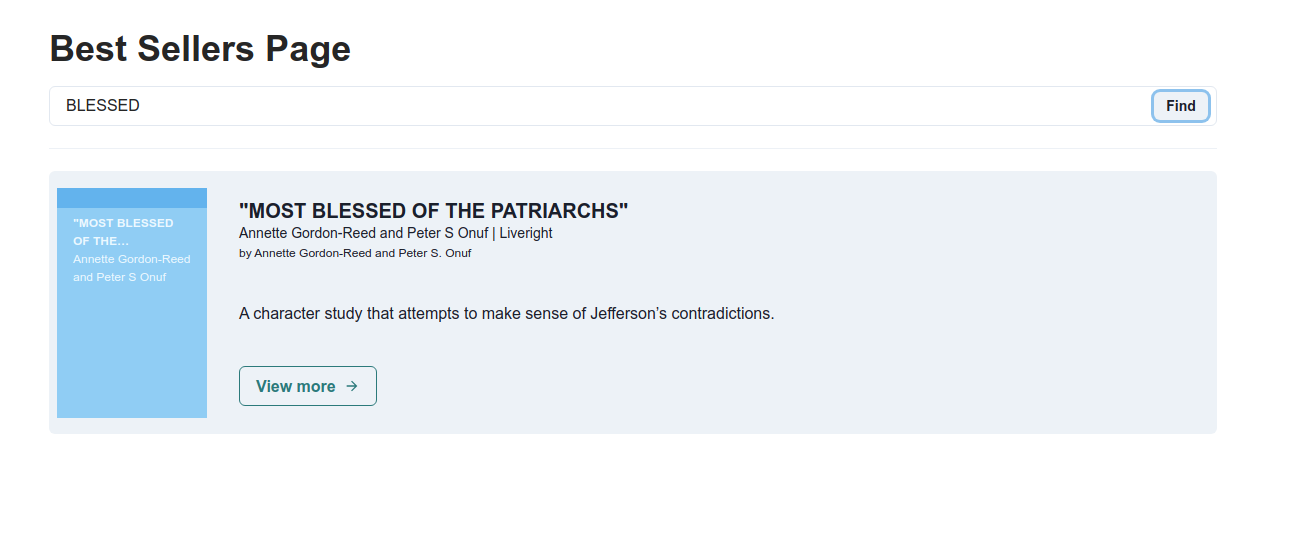 Best Sellers Page
BLESSED
Find
"MOST BLESSED
OF THE...
Annette Gordon-Reed
and Peter S Onuf
"MOST BLESSED OF THE PATRIARCHS"
Annette Gordon-Reed and Peter S Onuf | Liveright
by Annette Gordon-Reed and Peter S. Onuf
A character study that attempts to make sense of Jefferson’s contradictions.
View more →